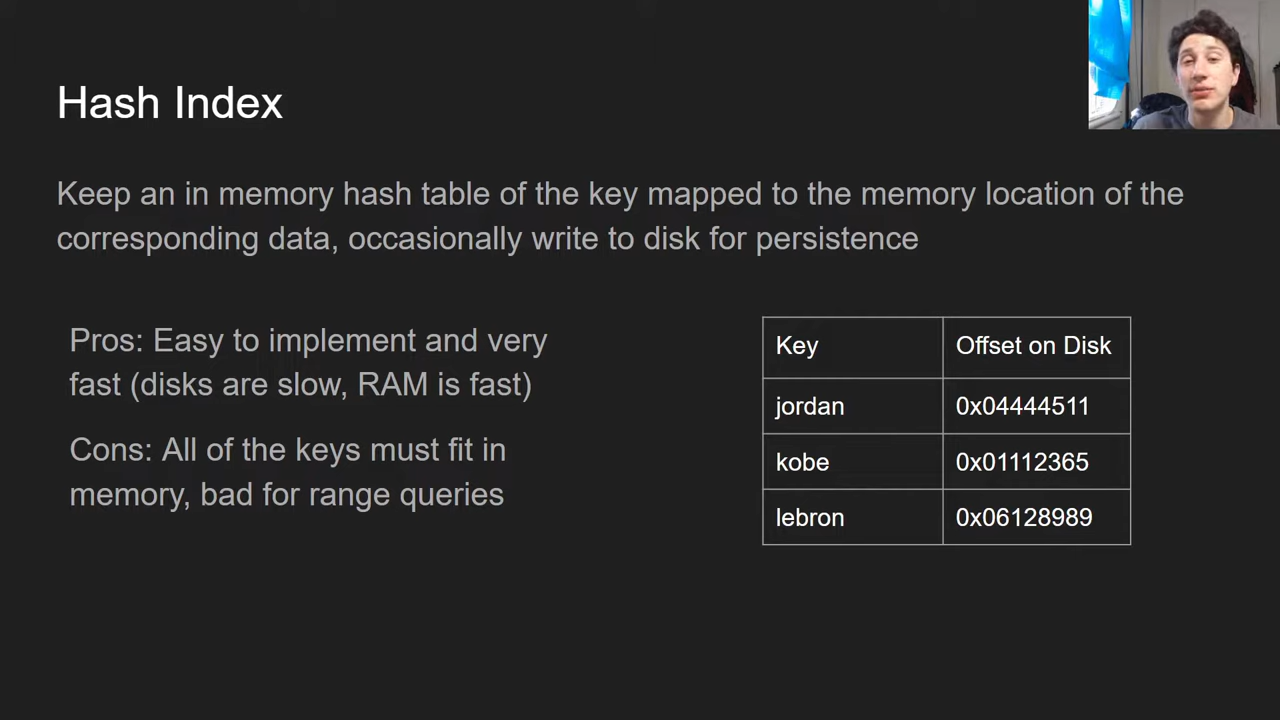 Hash Index
Keep an in memory hash table of the key mapped to the memory location of the
corresponding data, occasionally write to disk for persistence
Pros: Easy to implement and very
fast (disks are slow, RAM is fast)
Cons: All of the keys must fit in
memory, bad for range queries
Key Offset on Disk
jordan 0x04444511
kobe 0x01112365
lebron 0x06128989